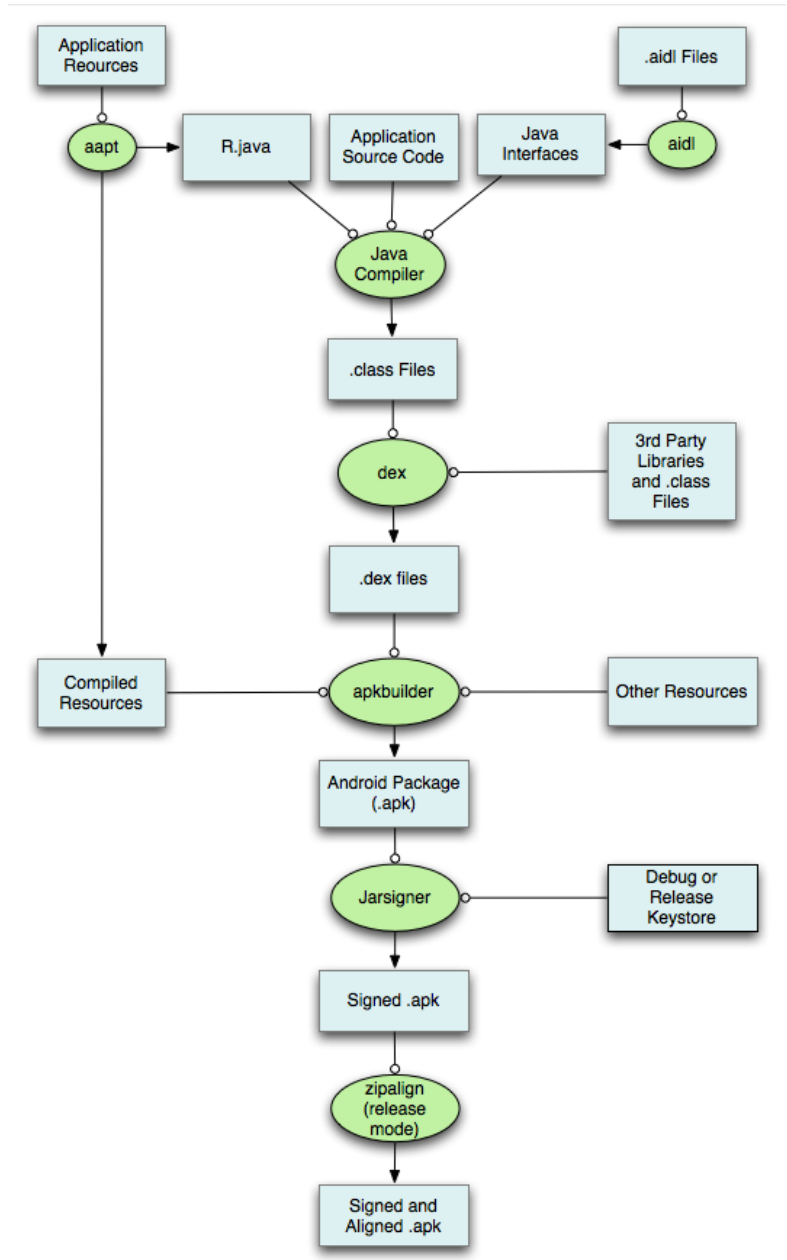 Application
Reources
.aidl Files
aapt
R.java
Application
Source Code
Java
Interfaces
aidl
Java
Compiler
.class Files
dex
3rd Party
Libraries
and .class
Files
.dex files
Compiled
Resources
apkbuilder
Other Resources
Android Package
(.apk)
Jarsigner
Debug or
Release
Keystore
Signed .apk
zipalign
(release
mode)
Signed and
Aligned .apk